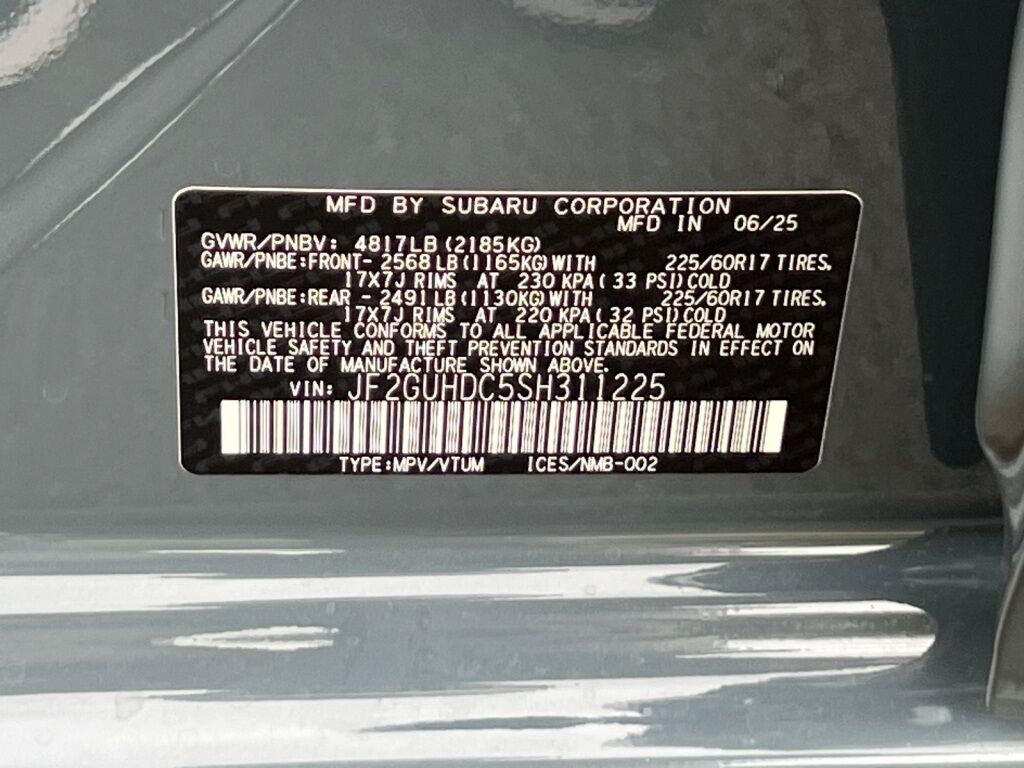 MFD BY SUBARU CORPORATION
MFD IN 06/25
GVWR/PNBV: 4817LB (2185KG)
GAWR/PNBE:FRONT- 2568 LB (1165KG) WITH 225/60R17 TIRES,
17X7J RIMS AT 230 KPA ( 33 PSI) COLD
GAWR/PNBE:REAR - 2491 LB (1130KG) WITH 225/60R17 TIRES,
17X7J RIMS AT 220 KPA ( 32 PSI) COLD
THIS VEHICLE CONFORMS TO ALL APPLICABLE FEDERAL MOTOR
VEHICLE SAFETY AND THEFT PREVENTION STANDARDS IN EFFECT ON
THE DATE OF MANUFACTURE SHOWN ABOVE.
VIN: JF2GUHDC5SH311225
TYPE:MPV/VTUM ICES/NMB-002